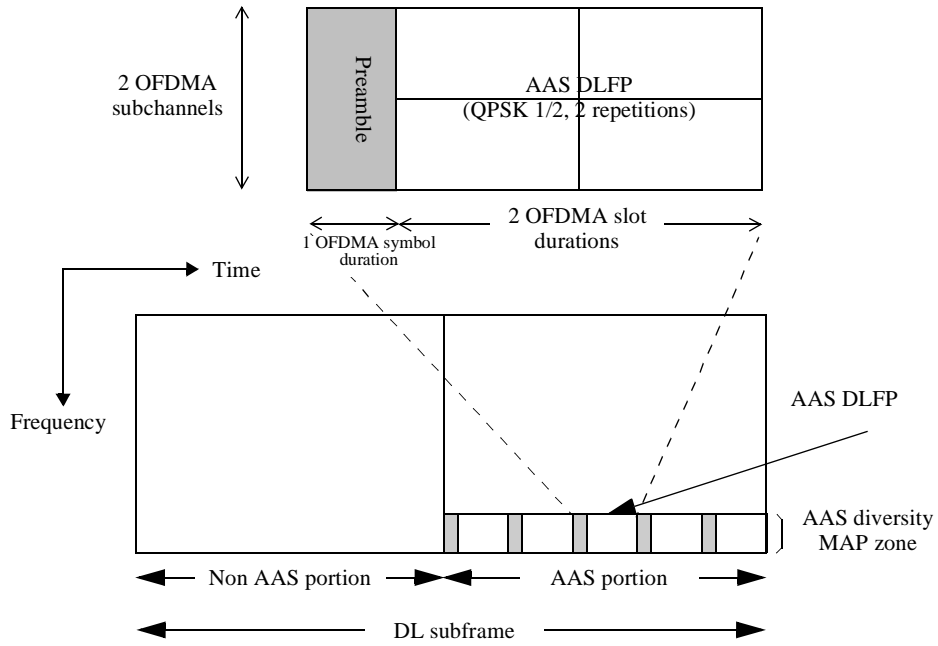 2 OFDMA
subchannels
Preamble
AAS DLFP
(QPSK 1/2, 2 repetitions)
2 OFDMA slot
durations
1 OFDMA symbol
duration
Time
Frequency
AAS DLFP
AAS diversity
MAP zone
Non AAS portion
AAS portion
DL subframe